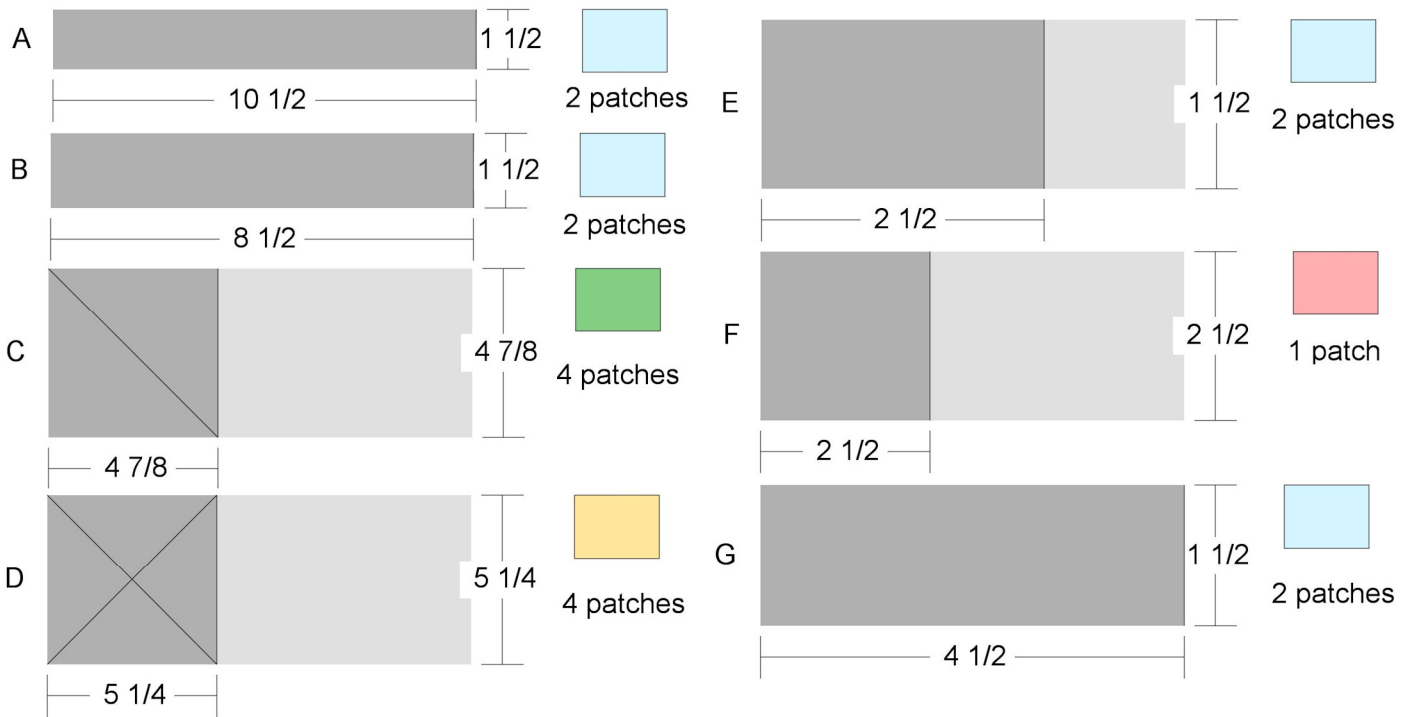 A
1 1/2
10 1/2
2 patches
B
1 1/2
8 1/2
2 patches
C
4 7/8
4 7/8
4 patches
D
5 1/4
5 1/4
4 patches
E
1 1/2
2 1/2
2 patches
F
2 1/2
2 1/2
1 patch
G
1 1/2
4 1/2
2 patches